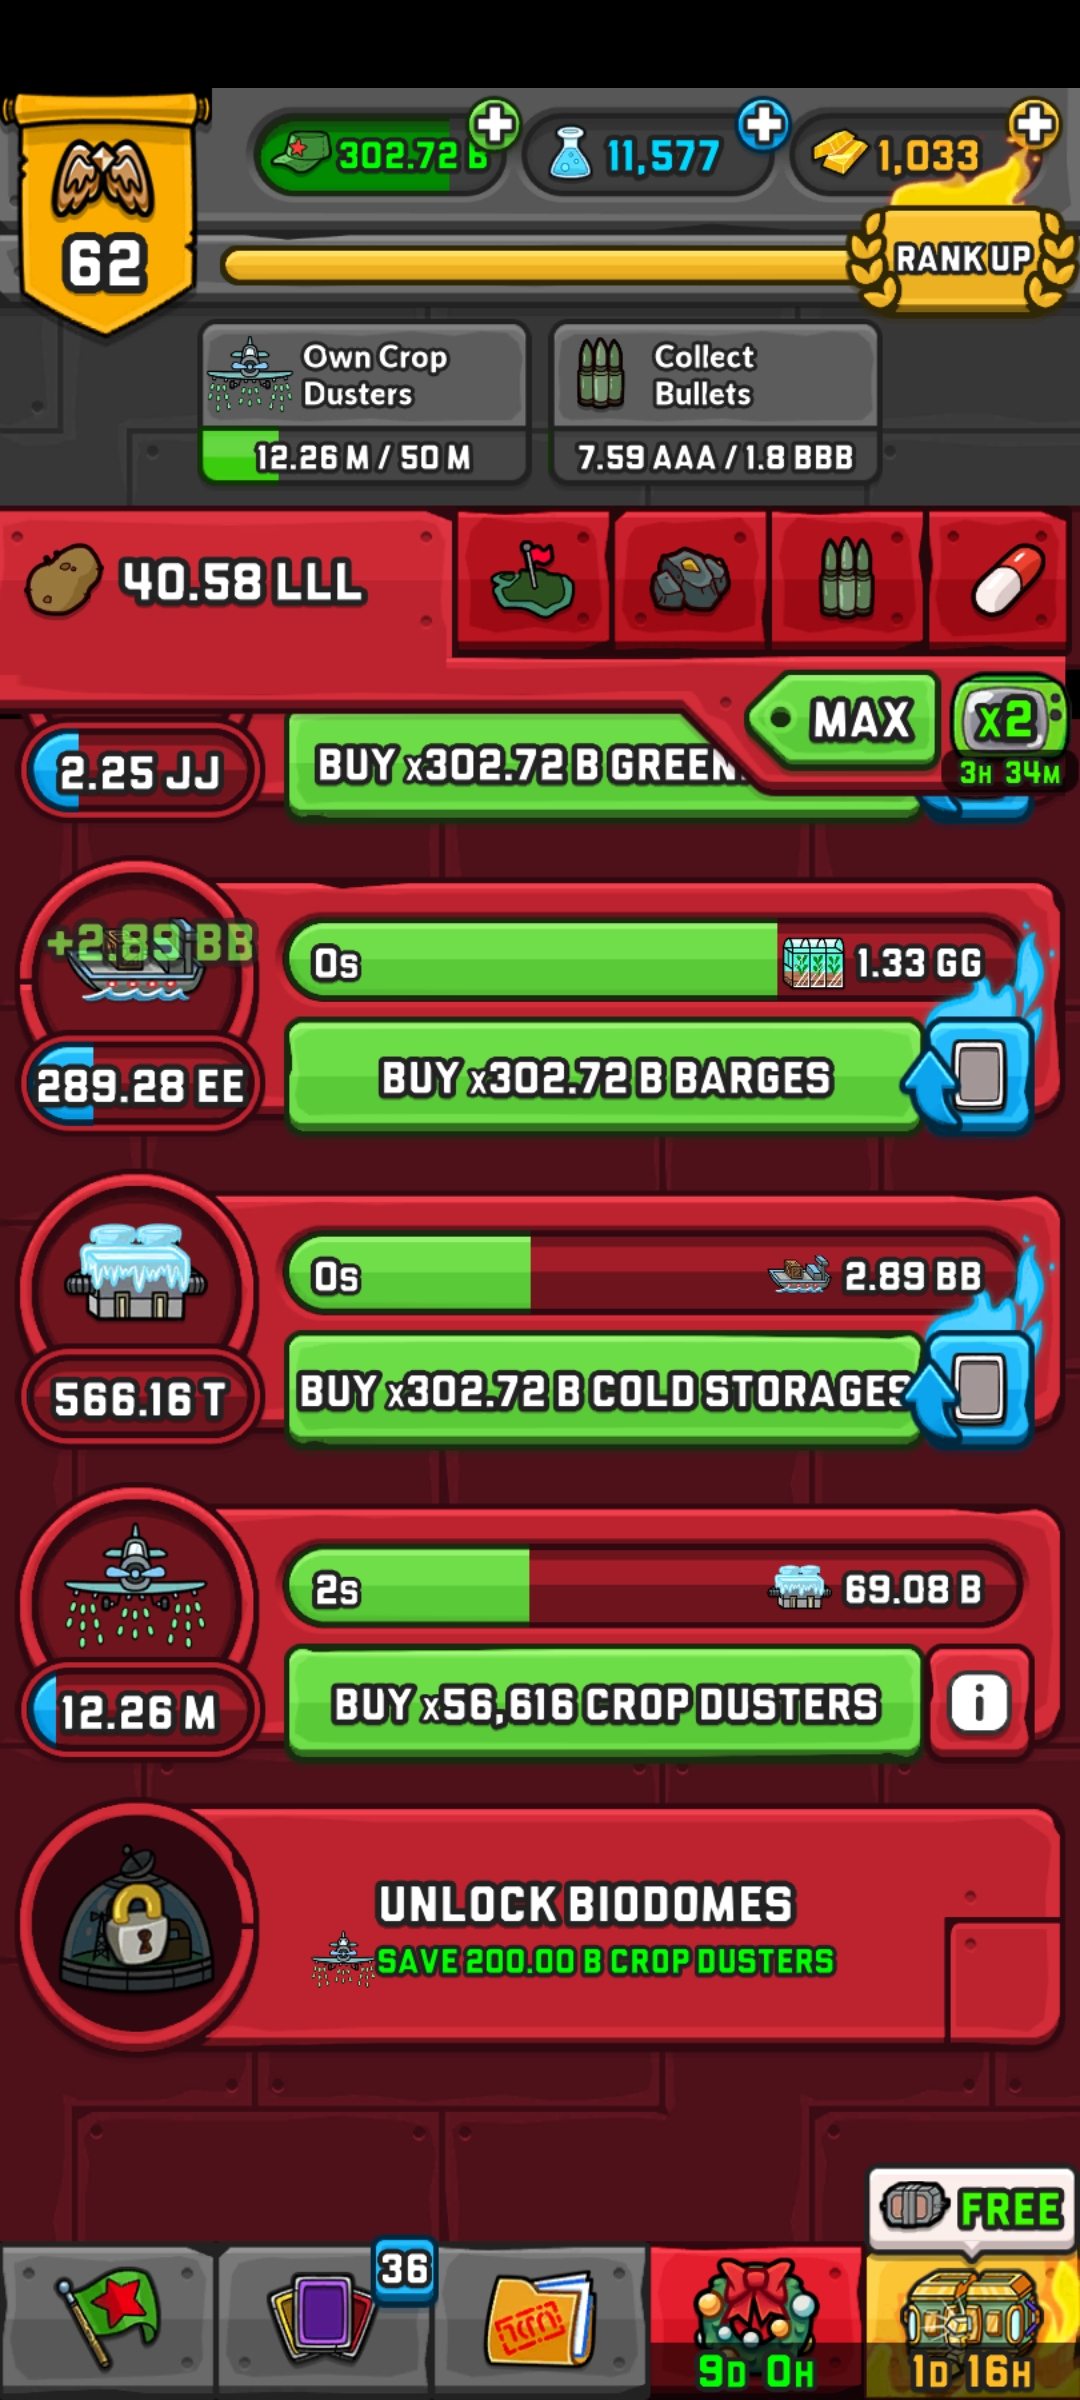 302.72 B
11,577
1,033
62
RANK UP
Own Crop
Dusters
12.26 M / 50 M
Collect
Bullets
7.59 AAA / 1.8 BBB
40.58 LLL
MAX
x2
3H 34M
2.25 JJ
BUY x302.72 B GREEN
+2.89 BB
0s
1.33 GG
289.28 EE
BUY x302.72 B BARGES
0s
2.89 BB
566.16 T
BUY x302.72 B COLD STORAGES
2s
69.08 B
12.26 M
BUY x56,616 CROP DUSTERS
i
UNLOCK BIODOMES
SAVE 200.00 B CROP DUSTERS
FREE
36
9D 0H
1D 16H